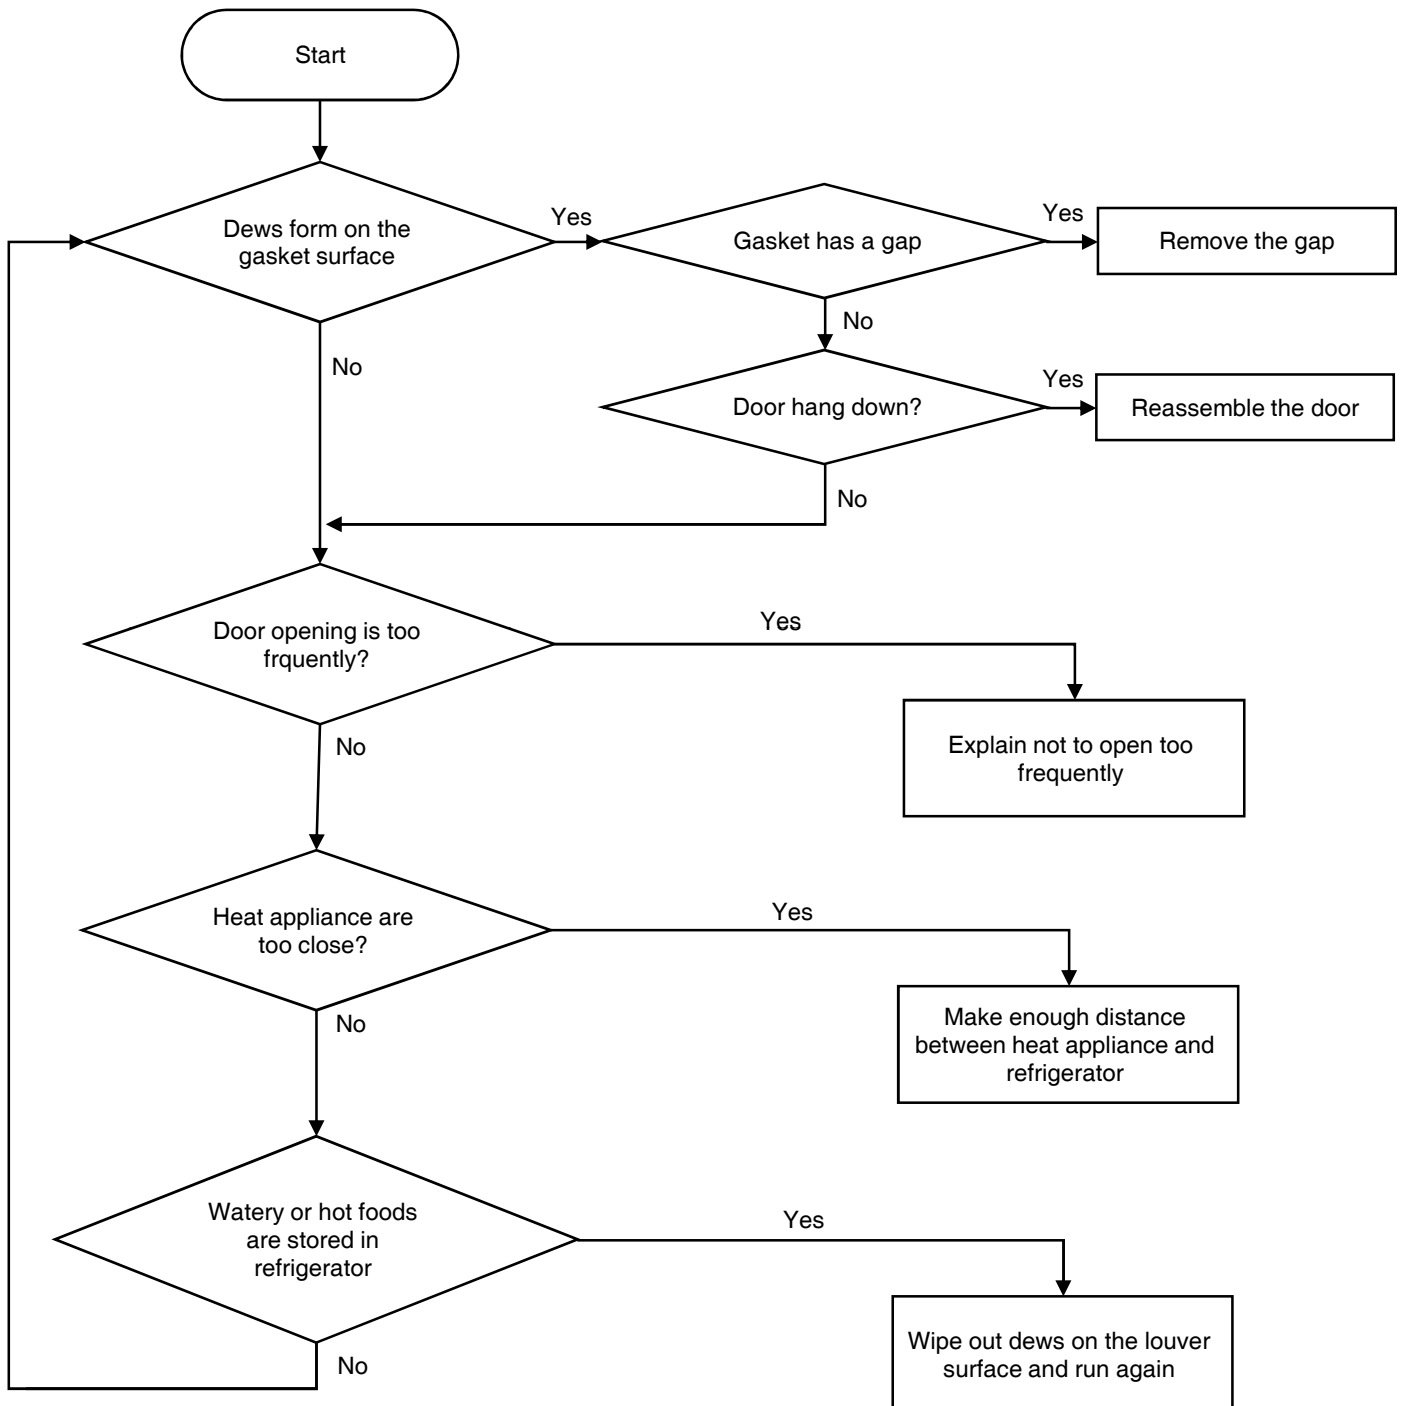 Start
Dews form on the
gasket surface
Yes
Gasket has a gap
Yes
Remove the gap
No
No
Door hang down?
Yes
Reassemble the door
No
Door opening is too
frquently?
Yes
Explain not to open too
frequently
No
Heat appliance are
too close?
Yes
Make enough distance
between heat appliance and
refrigerator
No
Watery or hot foods
are stored in
refrigerator
Yes
Wipe out dews on the louver
surface and run again
No